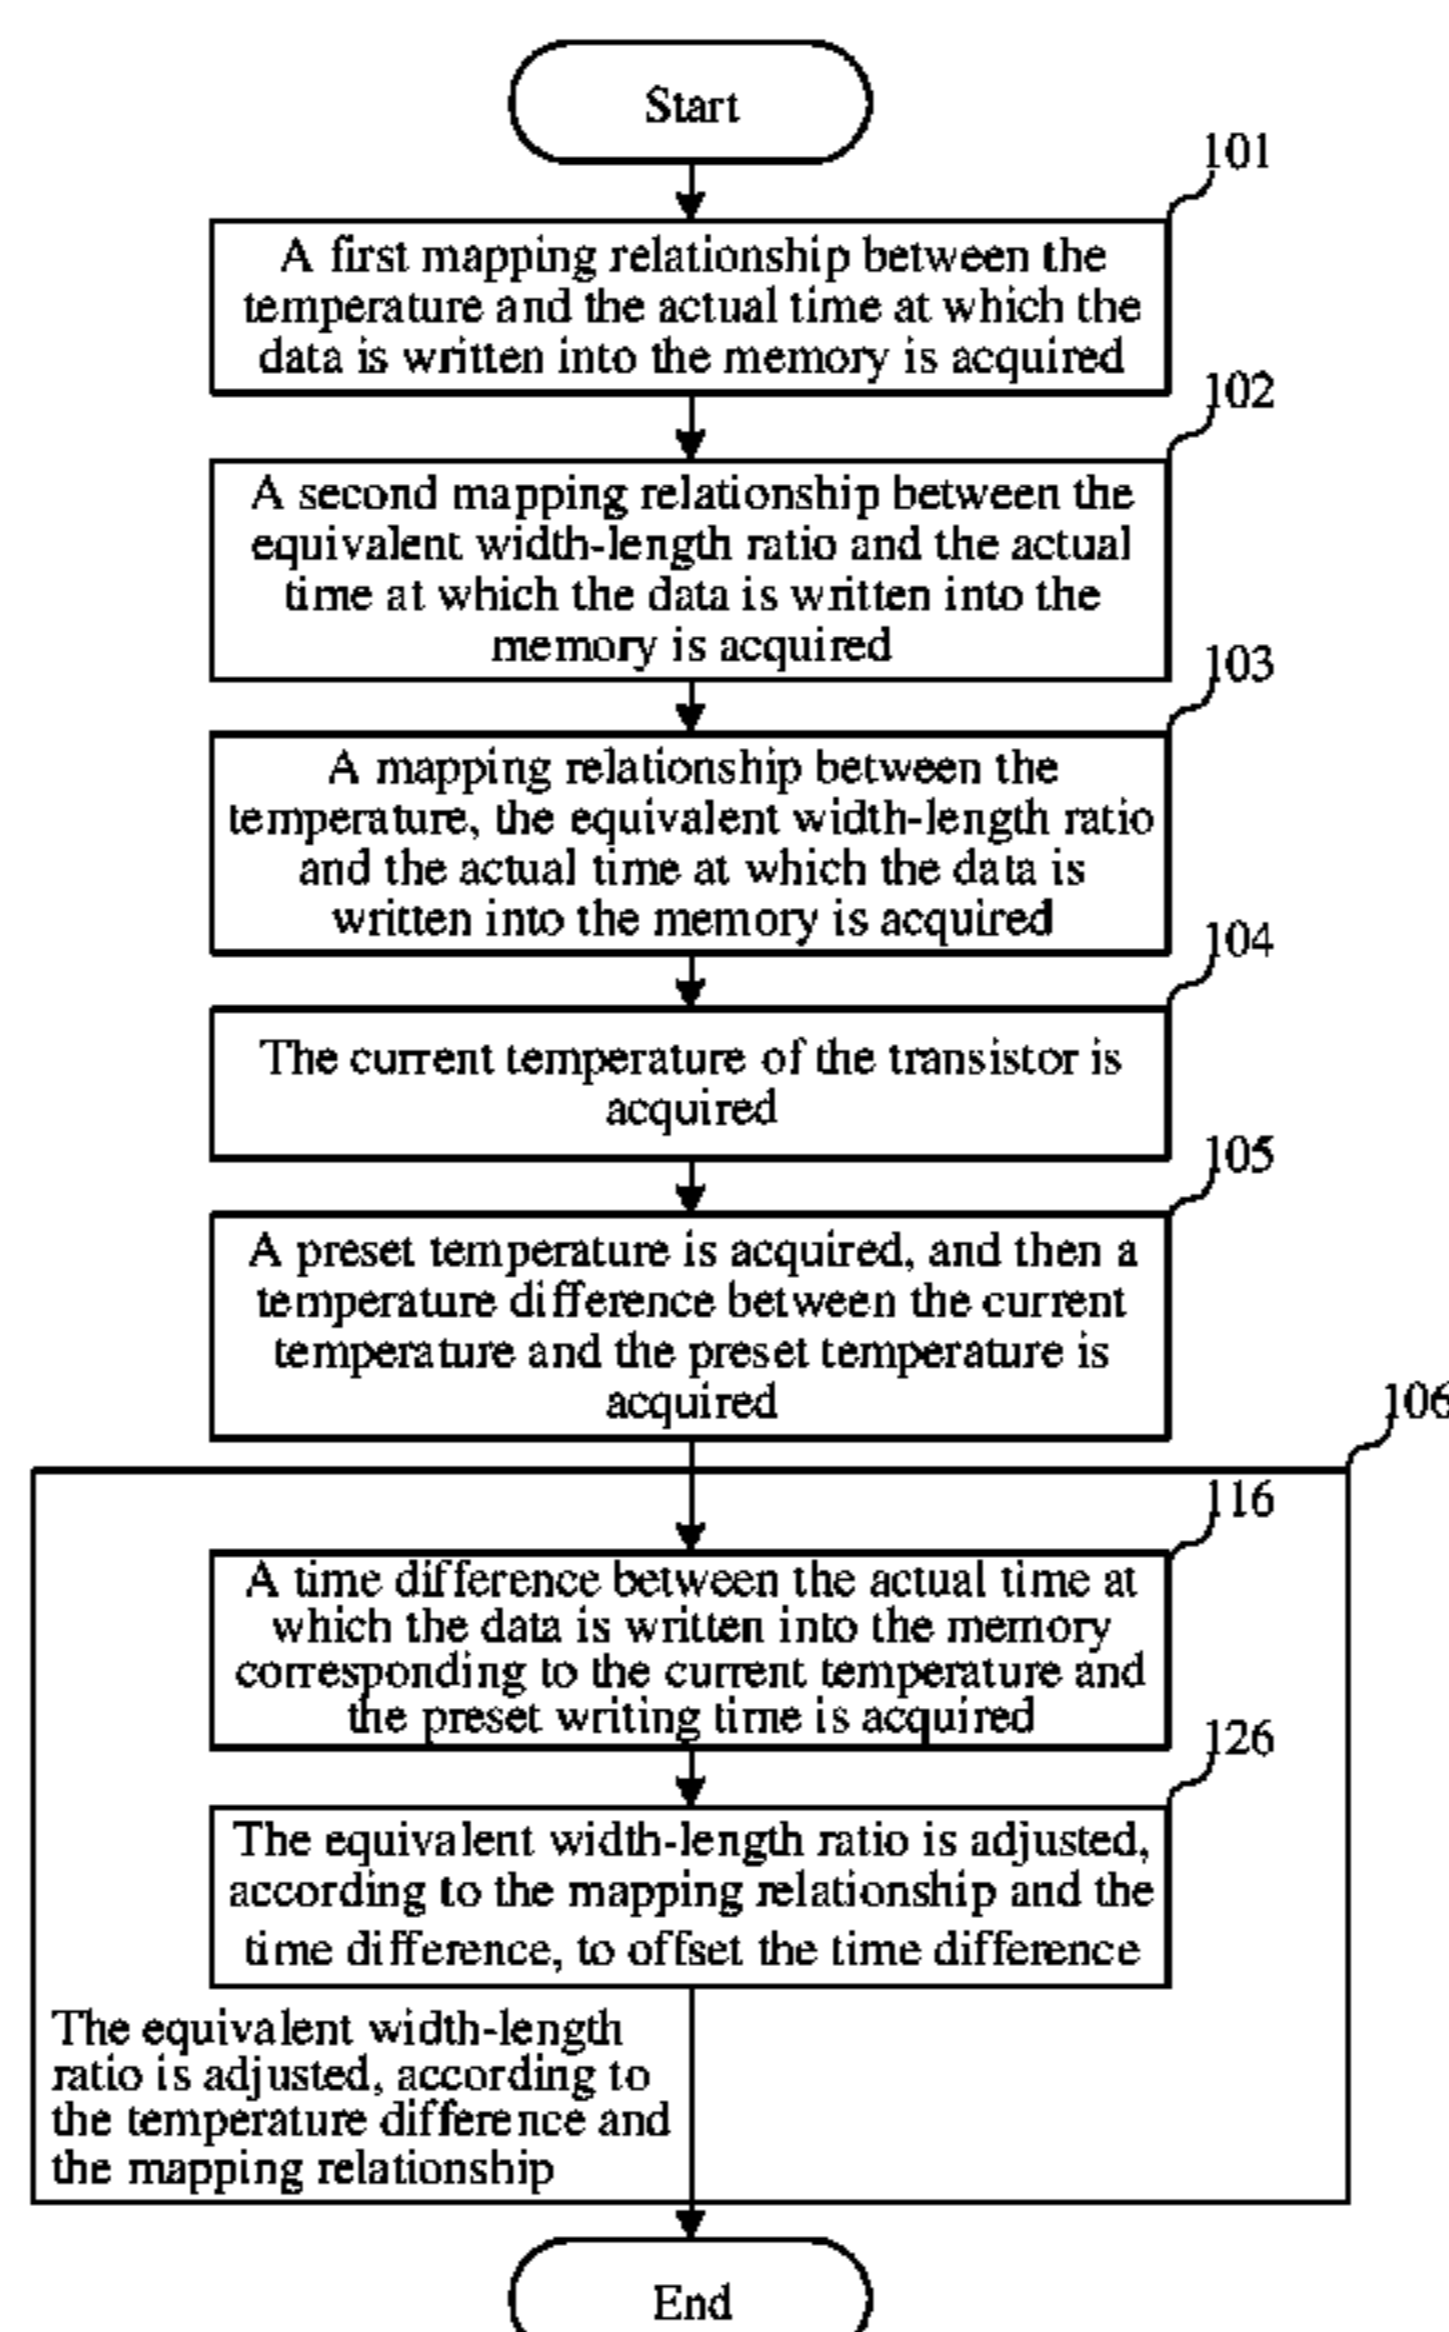 Start
101
A first mapping relationship between the
temperature and the actual time at which the
data is written into the memory is acquired
102
A second mapping relationship between the
equivalent width-length ratio and the actual
time at which the data is written into the
memory is acquired
103
A mapping relationship between the
temperature, the equivalent width-length ratio
and the actual time at which the data is
written into the memory is acquired
104
The current temperature of the transistor is
acquired
105
A preset temperature is acquired, and then a
temperature difference between the current
temperature and the preset temperature is
acquired
106
116
A time difference between the actual time at
which the data is written into the memory
corresponding to the current temperature and
the preset writing time is acquired
126
The equivalent width-length ratio is adjusted,
according to the mapping relationship and the
time difference, to offset the time difference
The equivalent width-length
ratio is adjusted, according to
the temperature difference and
the mapping relationship
End